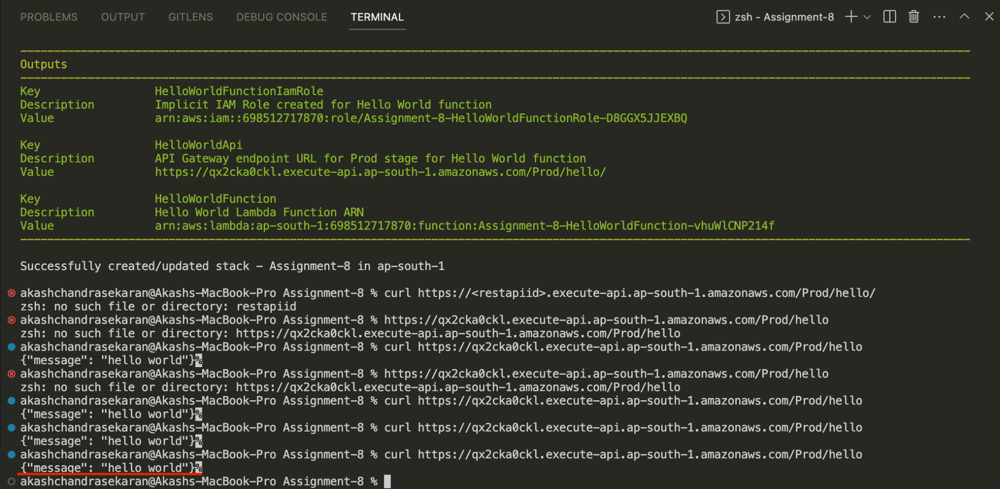 PROBLEMS OUTPUT GITLENS DEBUG CONSOLE TERMINAL zsh - Assignment-8
Outputs
Key HelloWorldFunctionIamRole
Description Implicit IAM Role created for Hello World function
Value arn:aws:iam::698512717870:role/Assignment-8-HelloWorldFunctionRole-D8GGX5JJEXBQ
Key HelloWorldApi
Description API Gateway endpoint URL for Prod stage for Hello World function
Value https://qx2cka0ckl.execute-api.ap-south-1.amazonaws.com/Prod/hello/
Key HelloWorldFunction
Description Hello World Lambda Function ARN
Value arn:aws:lambda:ap-south-1:698512717870:function:Assignment-8-HelloWorldFunction-vhuWlCNP214f
Successfully created/updated stack - Assignment-8 in ap-south-1
akashchandrasekaran@Akashs-MacBook-Pro Assignment-8 % curl https://<restapiid>.execute-api.ap-south-1.amazonaws.com/Prod/hello/
zsh: no such file or directory: restapiid
akashchandrasekaran@Akashs-MacBook-Pro Assignment-8 % https://qx2cka0ckl.execute-api.ap-south-1.amazonaws.com/Prod/hello
zsh: no such file or directory: https://qx2cka0ckl.execute-api.ap-south-1.amazonaws.com/Prod/hello
akashchandrasekaran@Akashs-MacBook-Pro Assignment-8 % curl https://qx2cka0ckl.execute-api.ap-south-1.amazonaws.com/Prod/hello
{"message": "hello world"}%
akashchandrasekaran@Akashs-MacBook-Pro Assignment-8 % https://qx2cka0ckl.execute-api.ap-south-1.amazonaws.com/Prod/hello
zsh: no such file or directory: https://qx2cka0ckl.execute-api.ap-south-1.amazonaws.com/Prod/hello
akashchandrasekaran@Akashs-MacBook-Pro Assignment-8 % curl https://qx2cka0ckl.execute-api.ap-south-1.amazonaws.com/Prod/hello
{"message": "hello world"}%
akashchandrasekaran@Akashs-MacBook-Pro Assignment-8 % curl https://qx2cka0ckl.execute-api.ap-south-1.amazonaws.com/Prod/hello
{"message": "hello world"}%
akashchandrasekaran@Akashs-MacBook-Pro Assignment-8 % curl https://qx2cka0ckl.execute-api.ap-south-1.amazonaws.com/Prod/hello
{"message": "hello world"}%
akashchandrasekaran@Akashs-MacBook-Pro Assignment-8 %